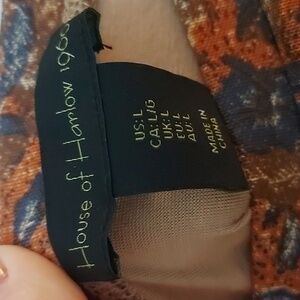 House of Harlow 1960
US: L
CA: L/G
UK: L
EU: L
AU: L
MADE IN
CHINA